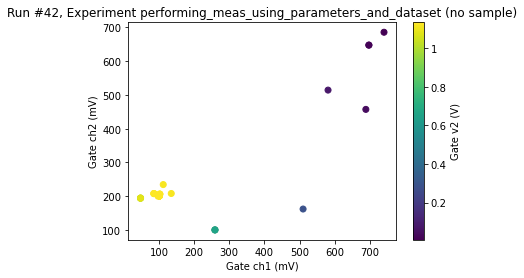 Run #42, Experiment performing_meas_using_parameters_and_dataset (no sample)
Gate ch2 (mV)
700
600
500
400
300
200
100
100 200 300 400 500 600 700
Gate ch1 (mV)
1
0.8
0.6
0.4
0.2
Gate v2 (V)